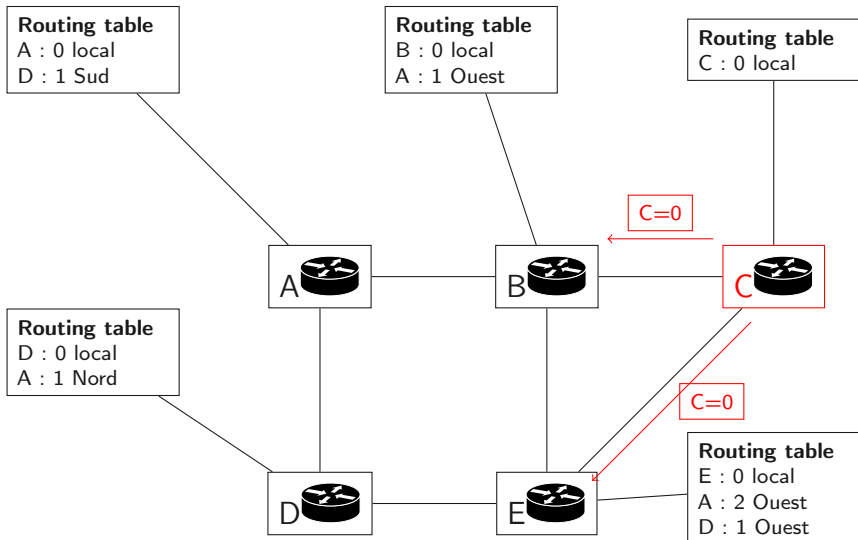 Routing table
A : 0 local
D : 1 Sud
Routing table
B : 0 local
A : 1 Ouest
Routing table
C : 0 local
C=0
A
B
C
Routing table
D : 0 local
A : 1 Nord
C=0
D
E
Routing table
E : 0 local
A : 2 Ouest
D : 1 Ouest